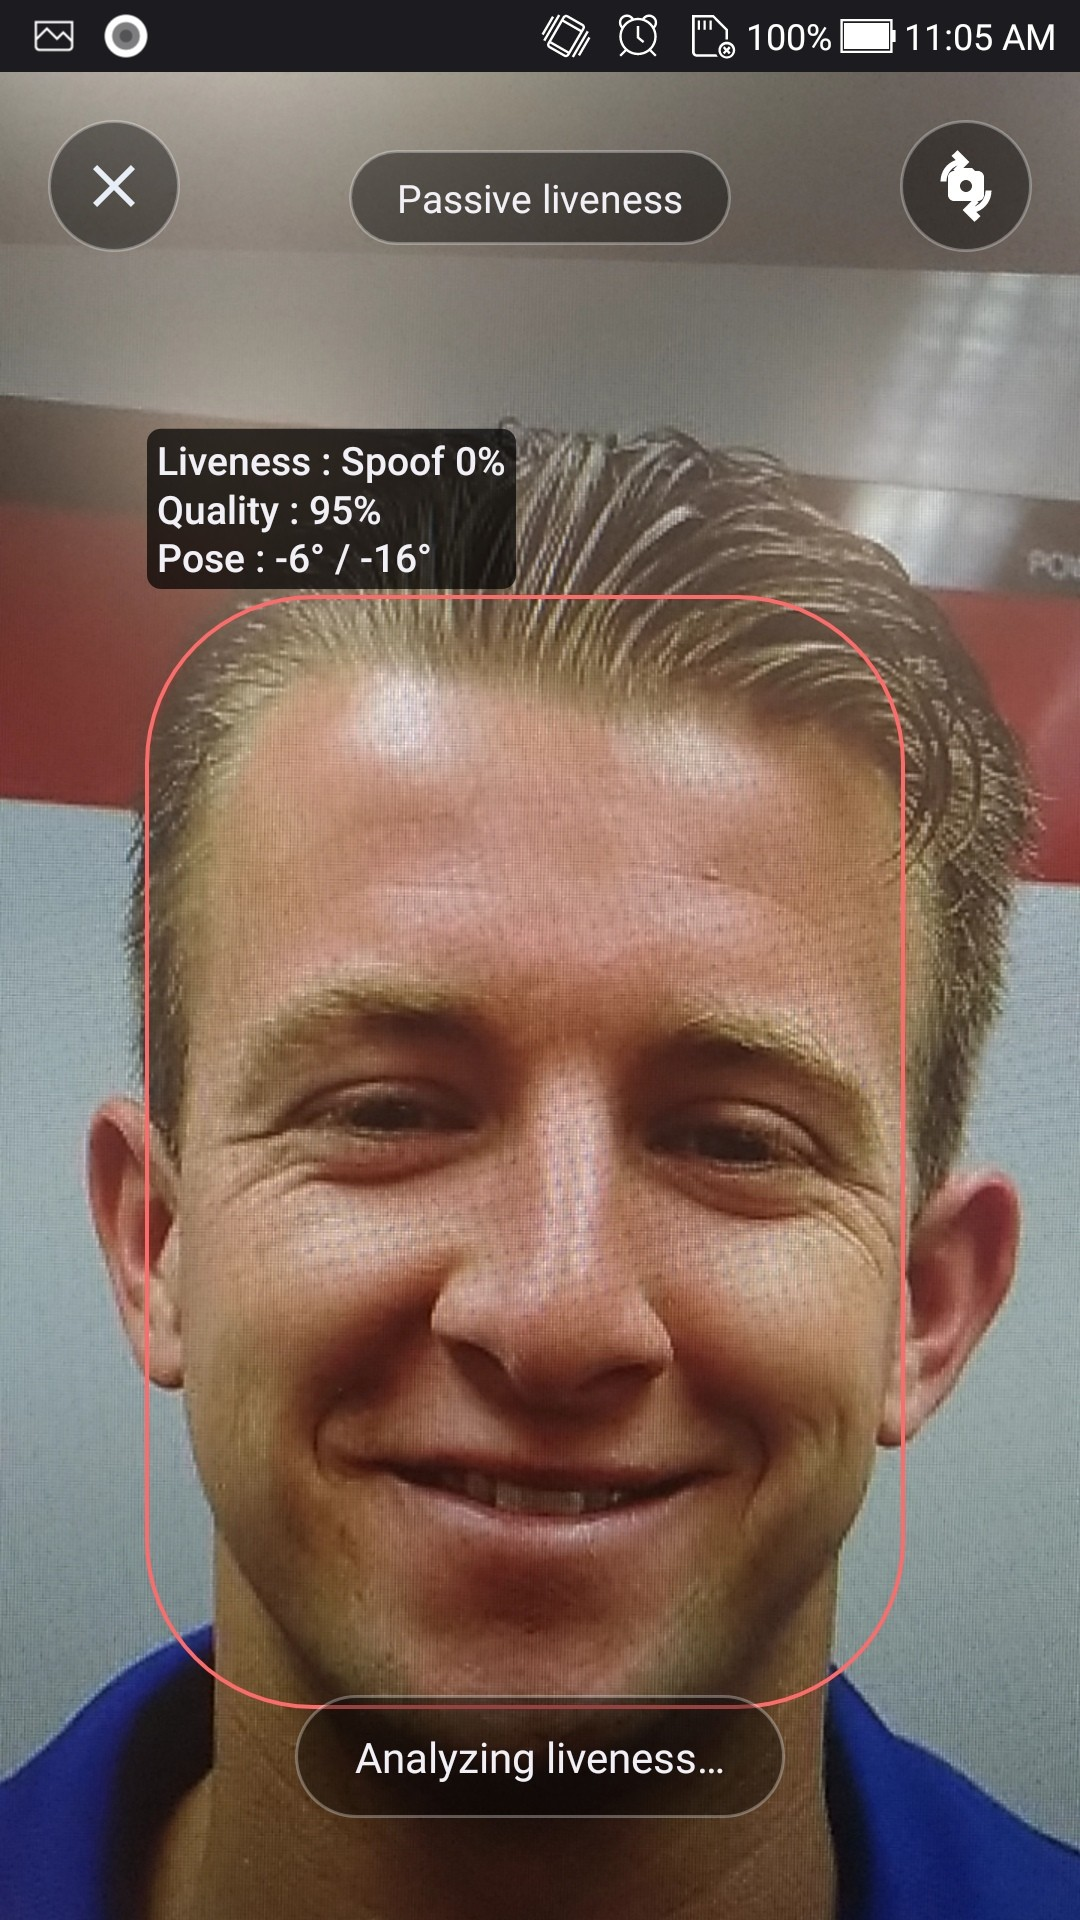 100% 11:05 AM
Passive liveness
Liveness : Spoof 0%
Quality : 95%
Pose : -6° / -16°
Analyzing liveness...